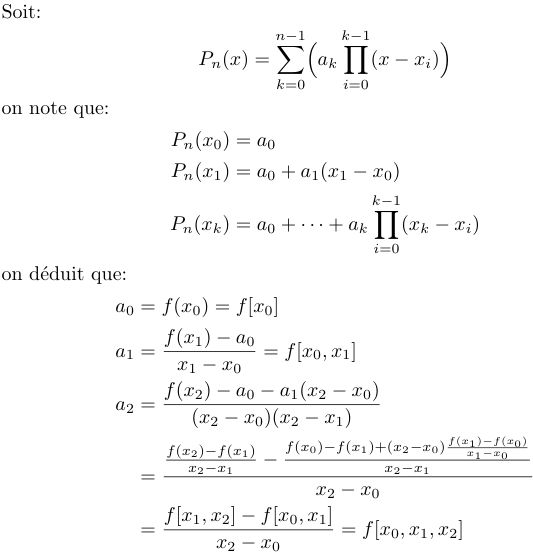 Soit:
P_n(x) = \sum_{k=0}^{n-1} \Big( a_k \prod_{i=0}^{k-1} (x - x_i) \Big)
on note que:
P_n(x_0) = a_0
P_n(x_1) = a_0 + a_1(x_1 - x_0)
P_n(x_k) = a_0 + \cdots + a_k \prod_{i=0}^{k-1} (x_k - x_i)
on déduit que:
a_0 = f(x_0) = f[x_0]
a_1 = \frac{f(x_1) - a_0}{x_1 - x_0} = f[x_0, x_1]
a_2 = \frac{f(x_2) - a_0 - a_1(x_2 - x_0)}{(x_2 - x_0)(x_2 - x_1)}
= \frac{\frac{f(x_2) - f(x_1)}{x_2 - x_1} - \frac{f(x_0) - f(x_1) + (x_2 - x_0)\frac{f(x_1) - f(x_0)}{x_1 - x_0}}{x_2 - x_1}}{x_2 - x_0}
= \frac{f[x_1, x_2] - f[x_0, x_1]}{x_2 - x_0} = f[x_0, x_1, x_2]